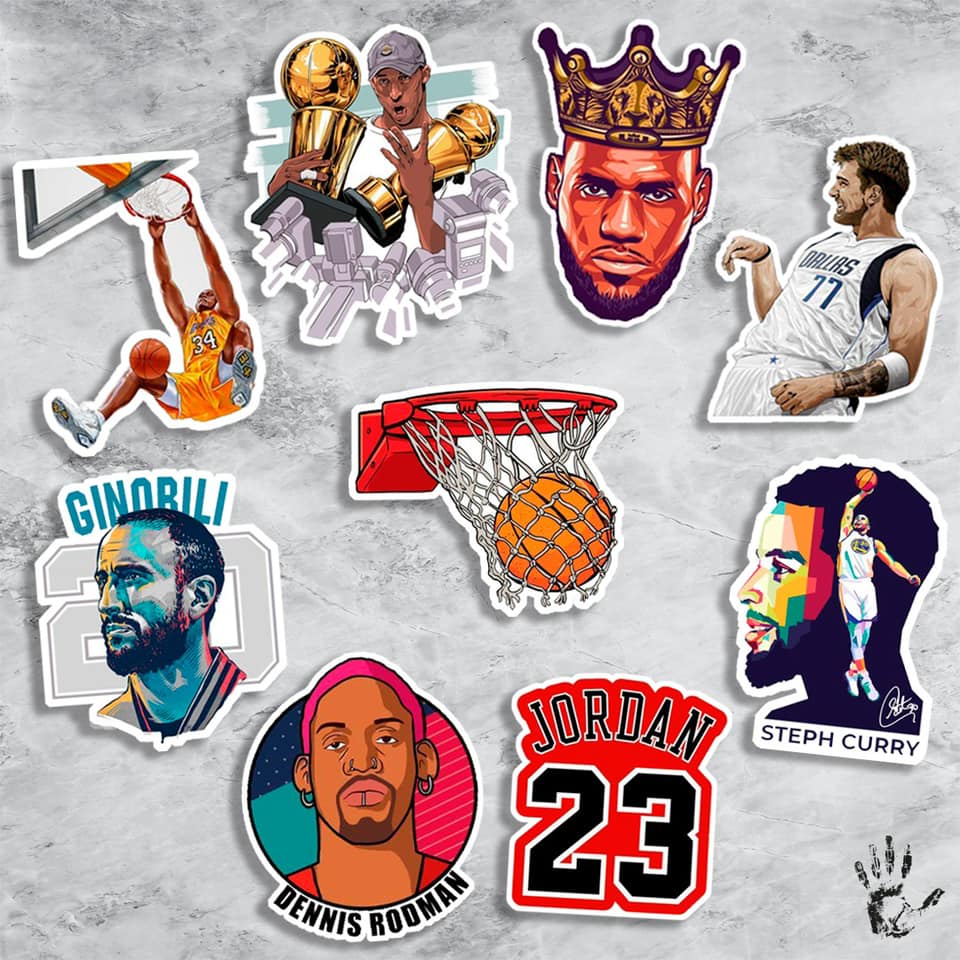 34
DALLAS
77
GINOBILI
20
STEPH CURRY
JORDAN
23
DENNIS RODMAN